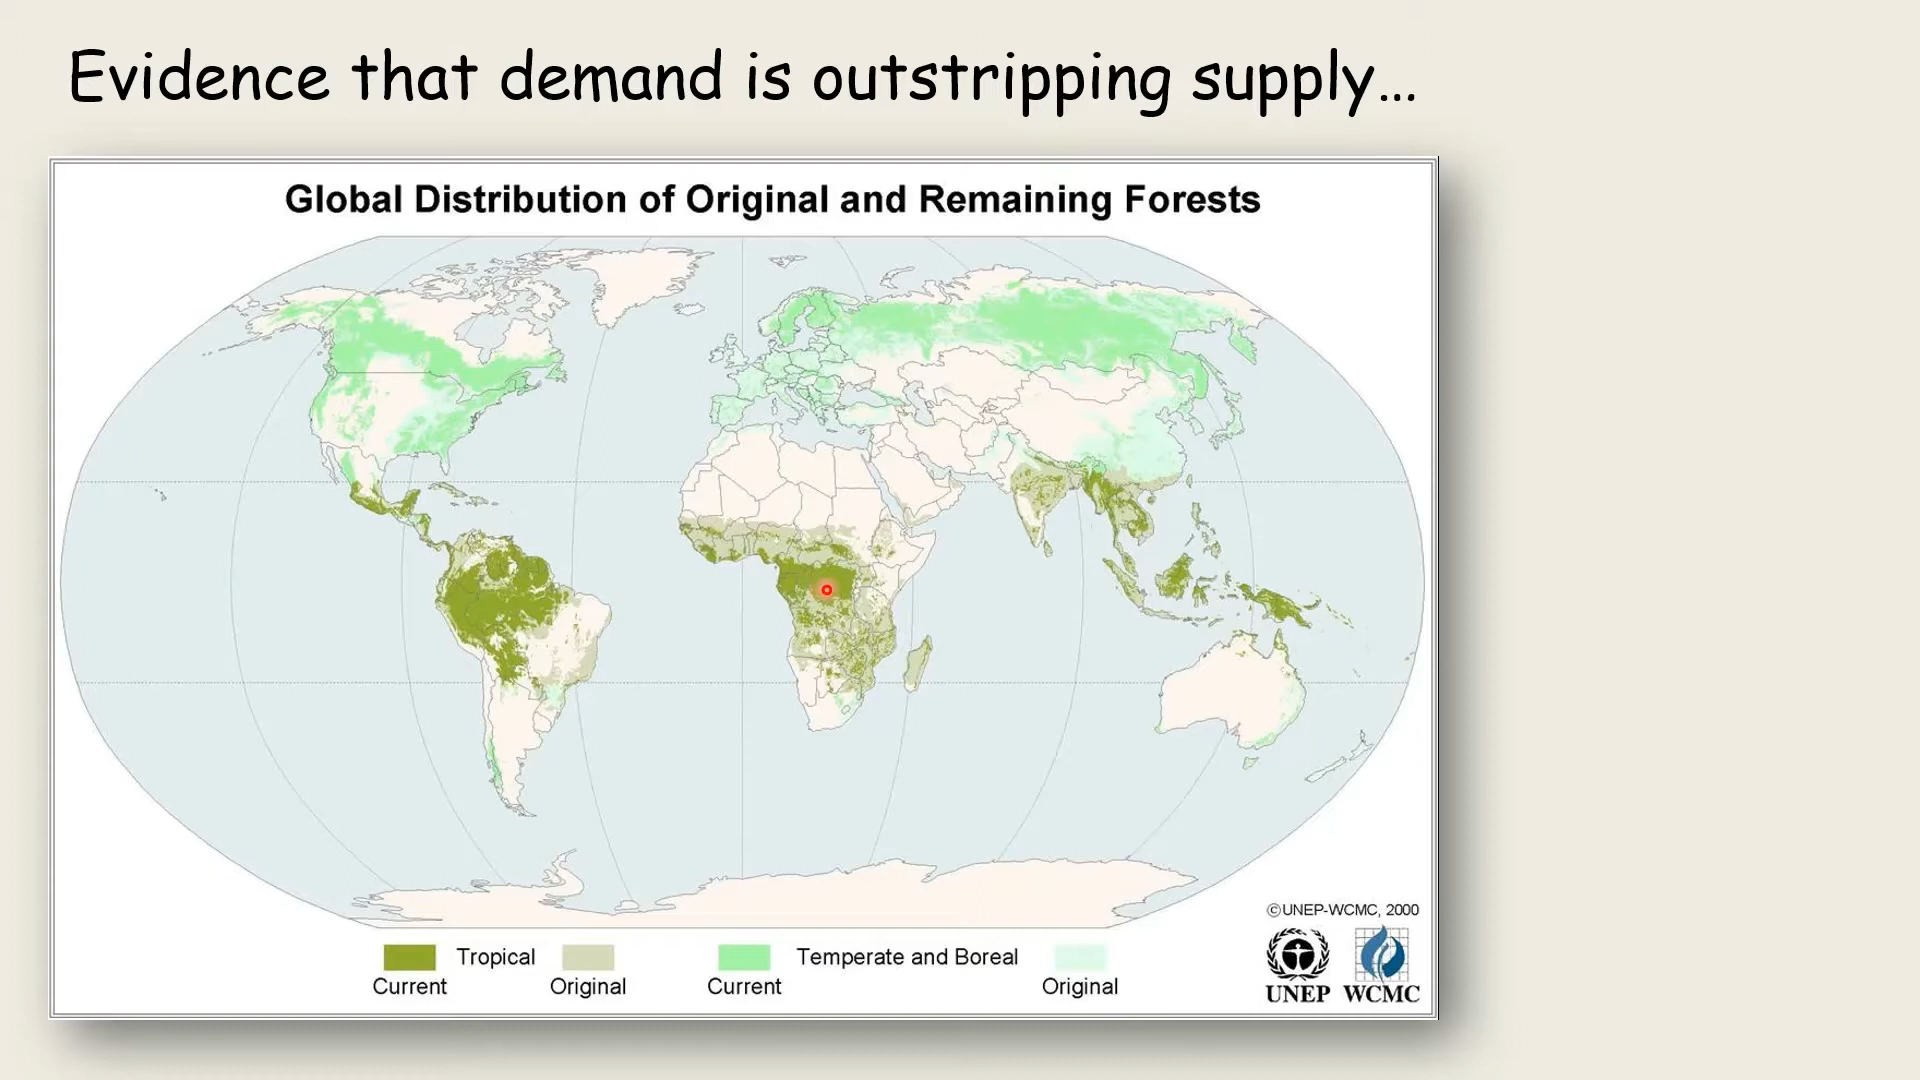 Evidence that demand is outstripping supply...
Global Distribution of Original and Remaining Forests
©UNEP-WCMC, 2000
Tropical
Temperate and Boreal
Current
Original
Current
Original
UNEP
WCMC